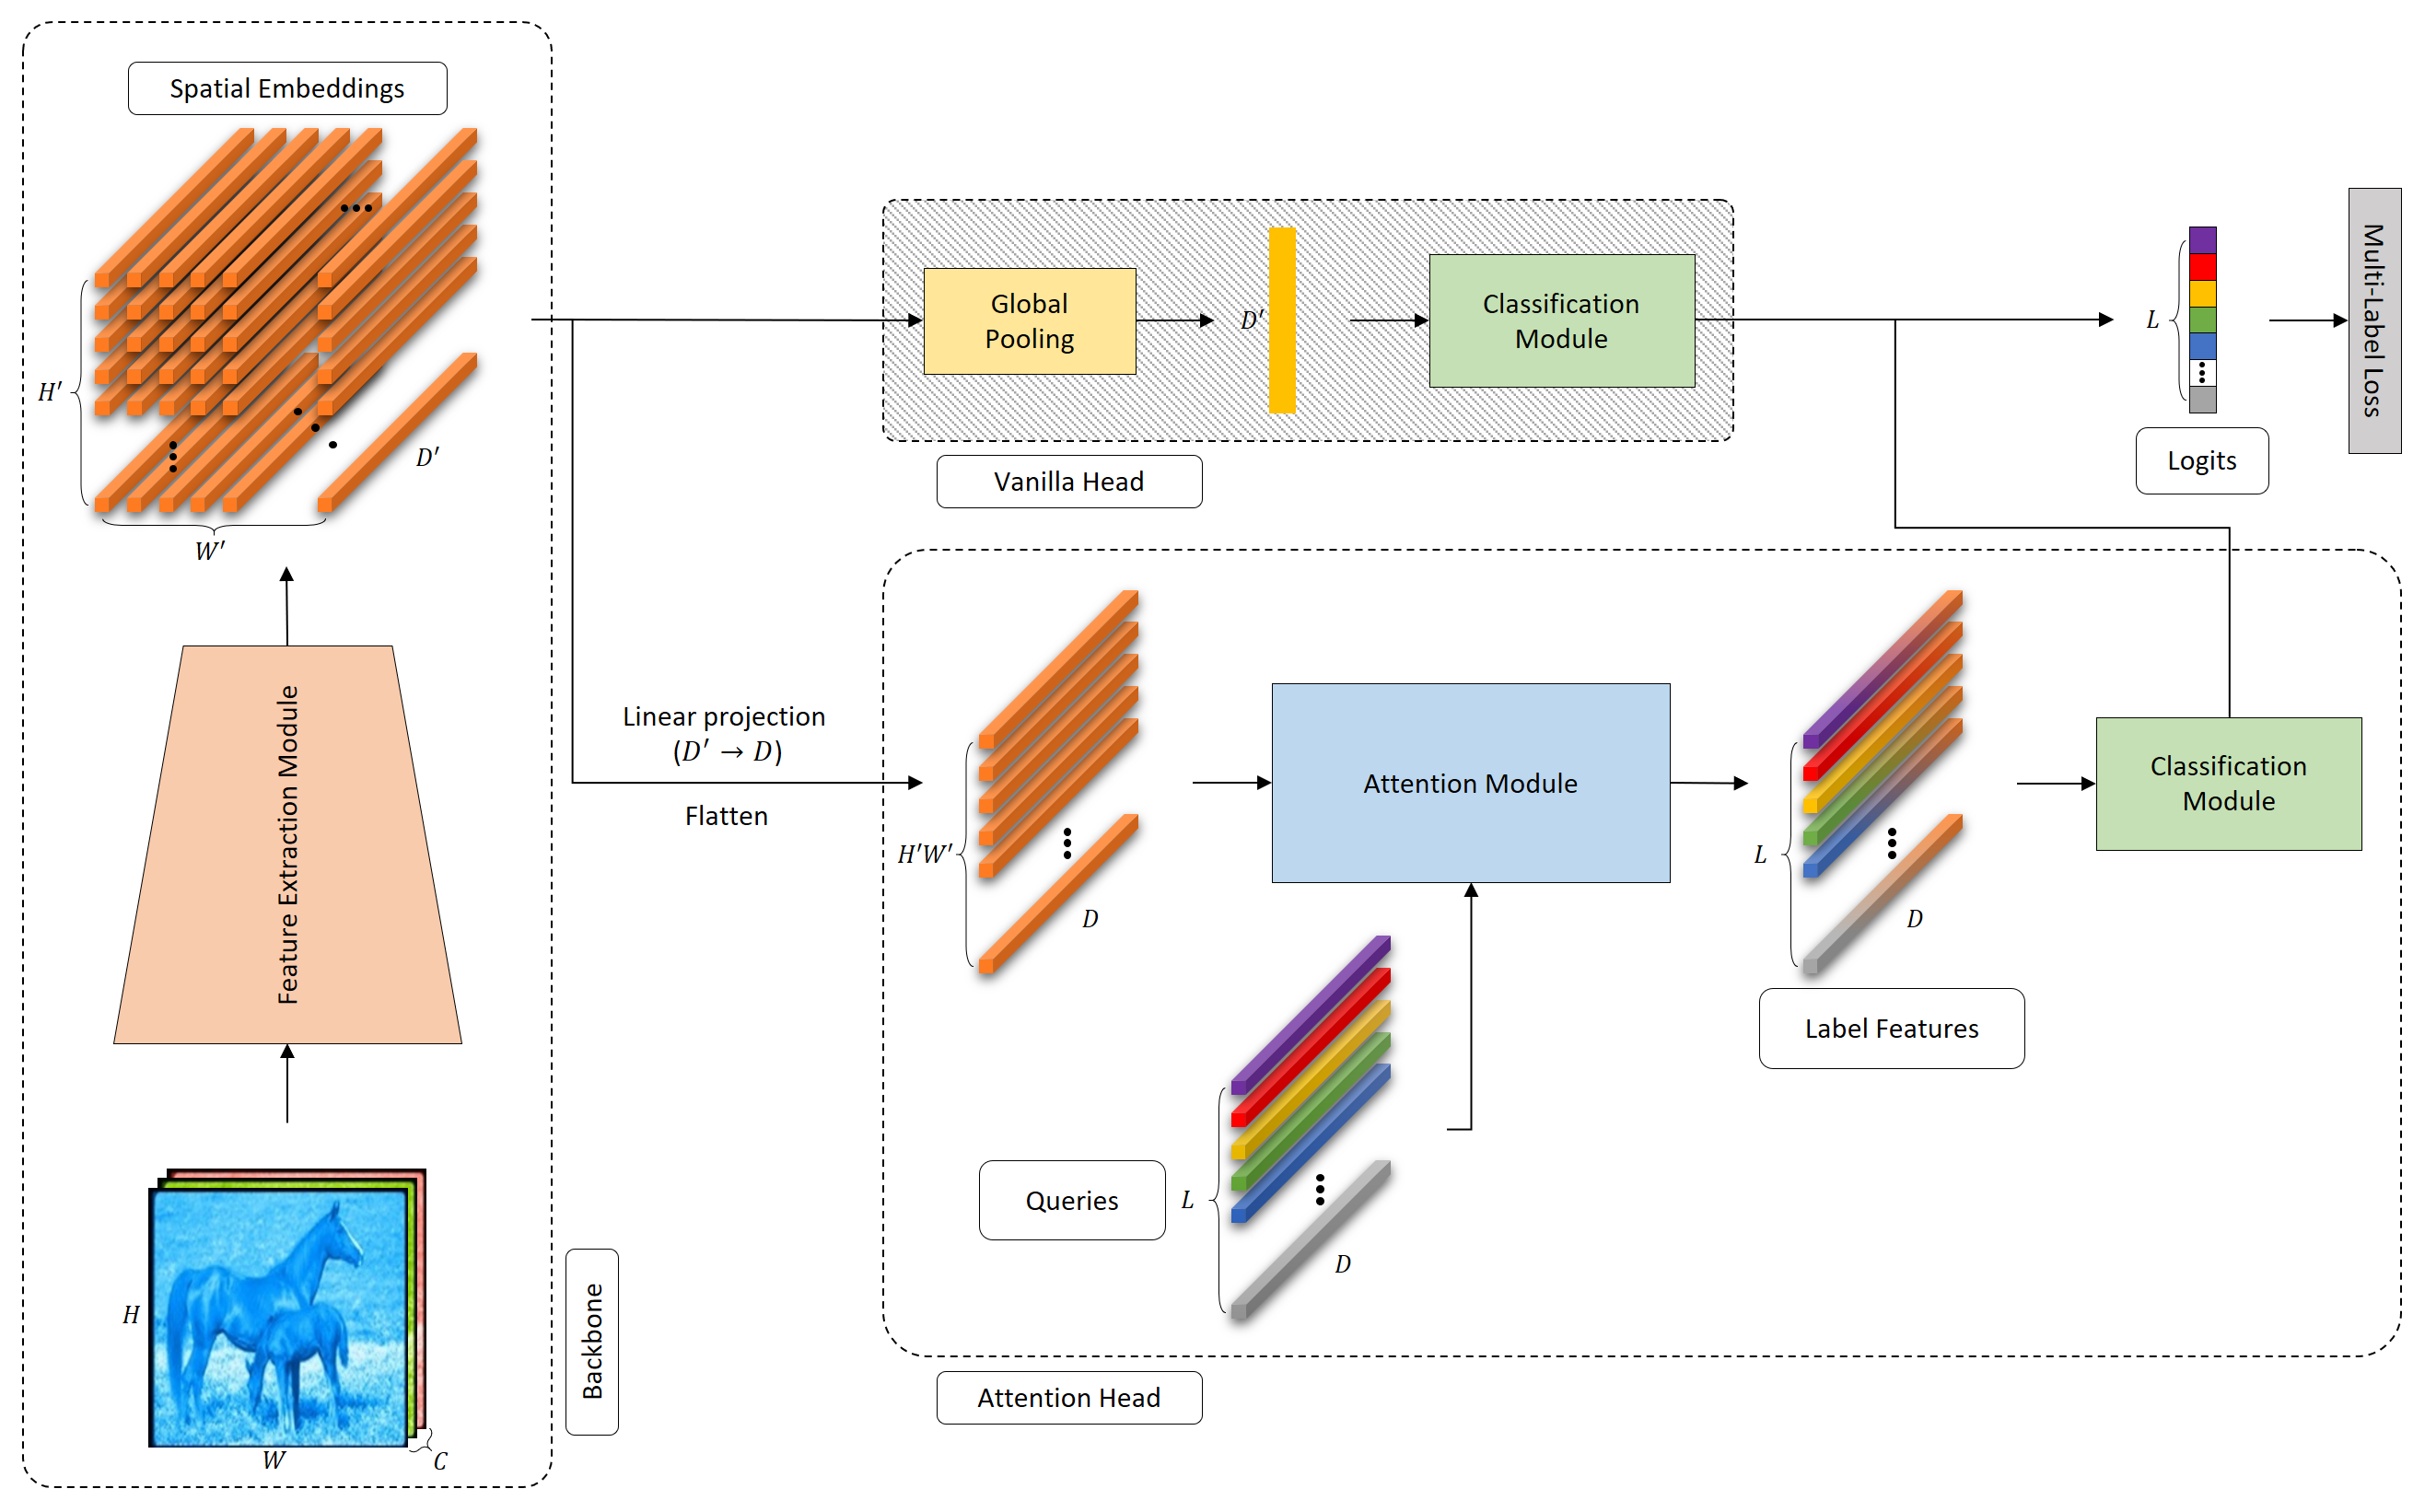 Spatial Embeddings
H′
D′
W′
Feature Extraction Module
H
W
C
Backbone
Global
Pooling
D′
Classification
Module
Vanilla Head
L
Logits
Multi-Label Loss
Linear projection
(D′ → D)
Flatten
H′W′
D
Attention Module
Queries
L
D
L
D
Label Features
Classification
Module
Attention Head